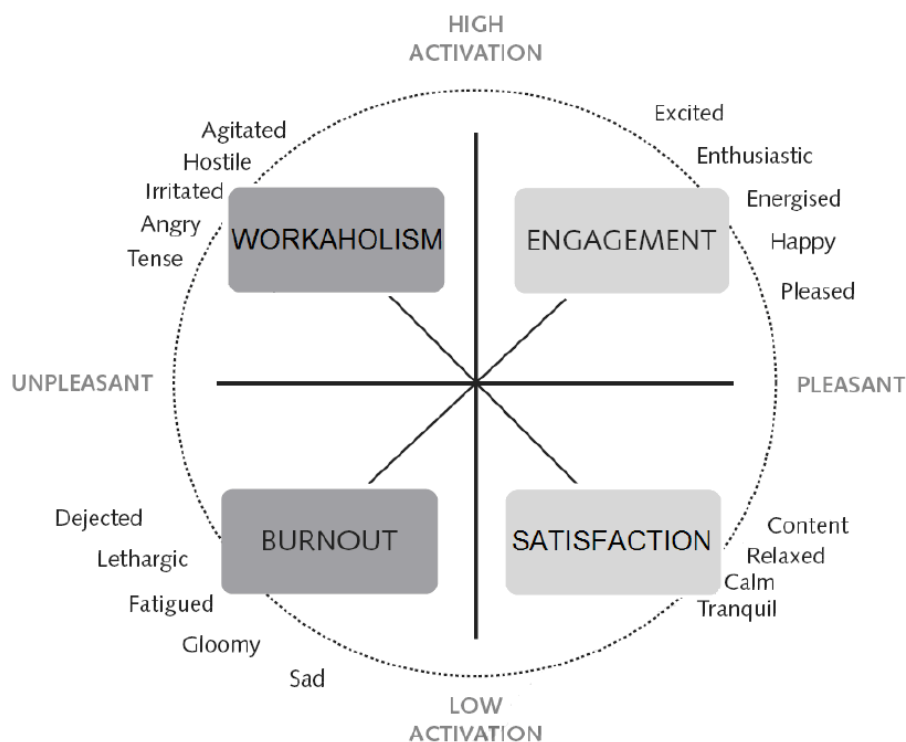 HIGH
ACTIVATION
Excited
Agitated
Enthusiastic
Hostile
Irritated
Energised
Angry
WORKAHOLISM
ENGAGEMENT
Happy
Tense
Pleased
UNPLEASANT
PLEASANT
Dejected
Content
BURNOUT
SATISFACTION
Lethargic
Relaxed
Calm
Fatigued
Tranquil
Gloomy
Sad
LOW
ACTIVATION